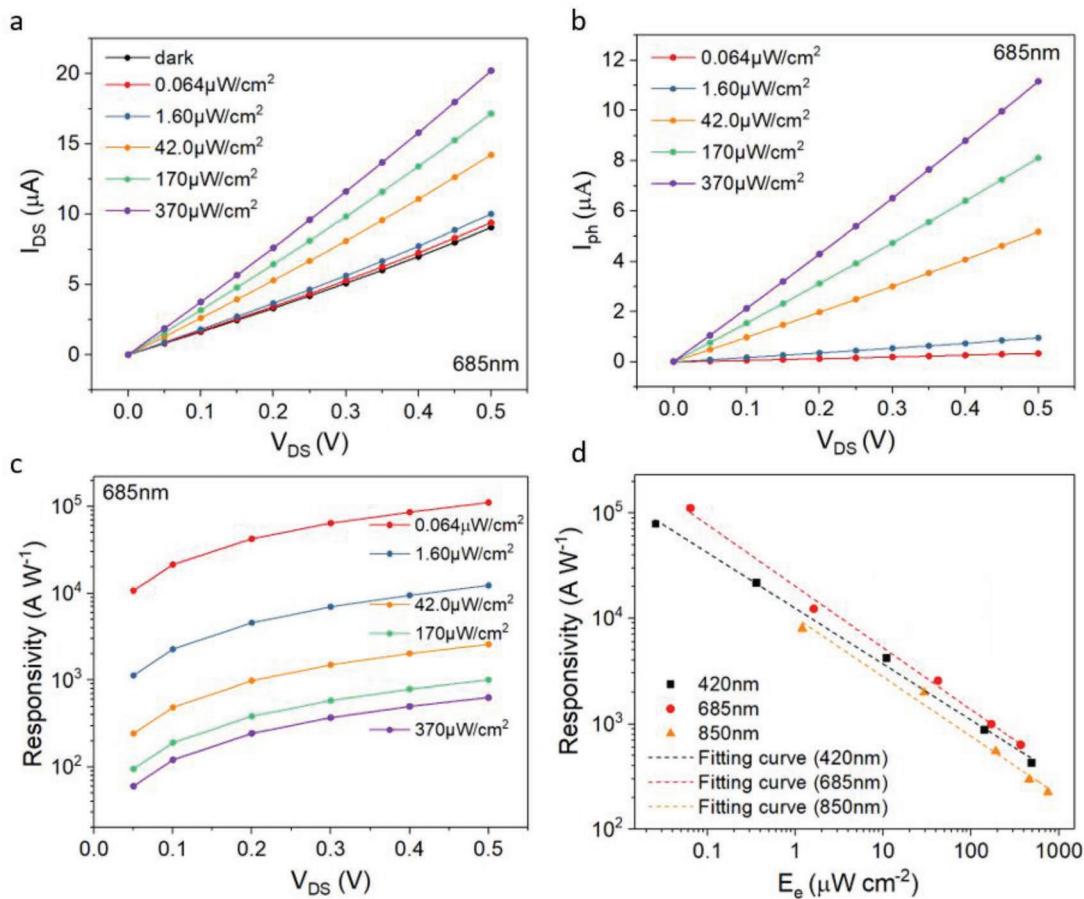 a
dark
0.064μW/cm²
1.60μW/cm²
42.0μW/cm²
170μW/cm²
370μW/cm²
685nm
20
15
10
5
0
I_DS (μA)
0.0 0.1 0.2 0.3 0.4 0.5
V_DS (V)
b
685nm
0.064μW/cm²
1.60μW/cm²
42.0μW/cm²
170μW/cm²
370μW/cm²
12
10
8
6
4
2
0
I_ph (μA)
0.0 0.1 0.2 0.3 0.4 0.5
V_DS (V)
c
685nm
0.064μW/cm²
1.60μW/cm²
42.0μW/cm²
170μW/cm²
370μW/cm²
10⁵
10⁴
10³
10²
Responsivity (A W⁻¹)
0.0 0.1 0.2 0.3 0.4 0.5
V_DS (V)
d
420nm
685nm
850nm
Fitting curve (420nm)
Fitting curve (685nm)
Fitting curve (850nm)
10⁵
10⁴
10³
10²
Responsivity (A W⁻¹)
0.1 1 10 100 1000
E_e (μW cm⁻²)